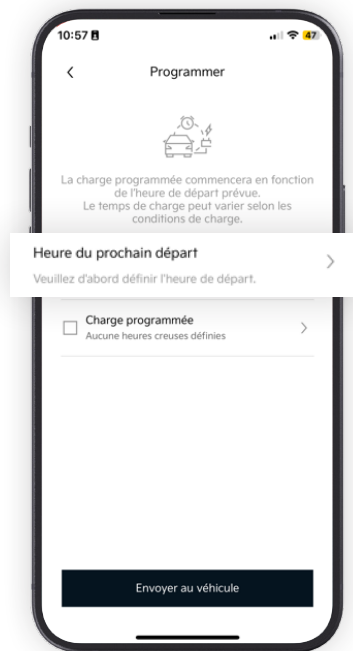 10:57
47
Programmer
La charge programmée commencera en fonction
de l'heure de départ prévue.
Le temps de charge peut varier selon les
conditions de charge.
Heure du prochain départ
Veuillez d'abord définir l'heure de départ.
Charge programmée
Aucune heures creuses définies
Envoyer au véhicule